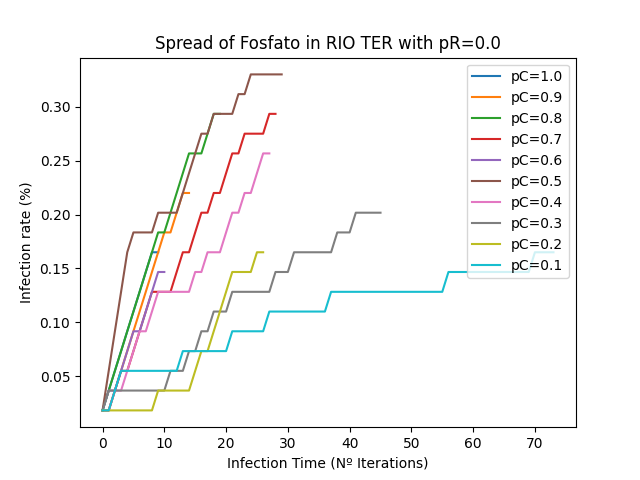 Spread of Fosfato in RIO TER with pR=0.0
Infection rate (%)
0.30
0.25
0.20
0.15
0.10
0.05
0 10 20 30 40 50 60 70
Infection Time (Nº Iterations)
pC=1.0
pC=0.9
pC=0.8
pC=0.7
pC=0.6
pC=0.5
pC=0.4
pC=0.3
pC=0.2
pC=0.1